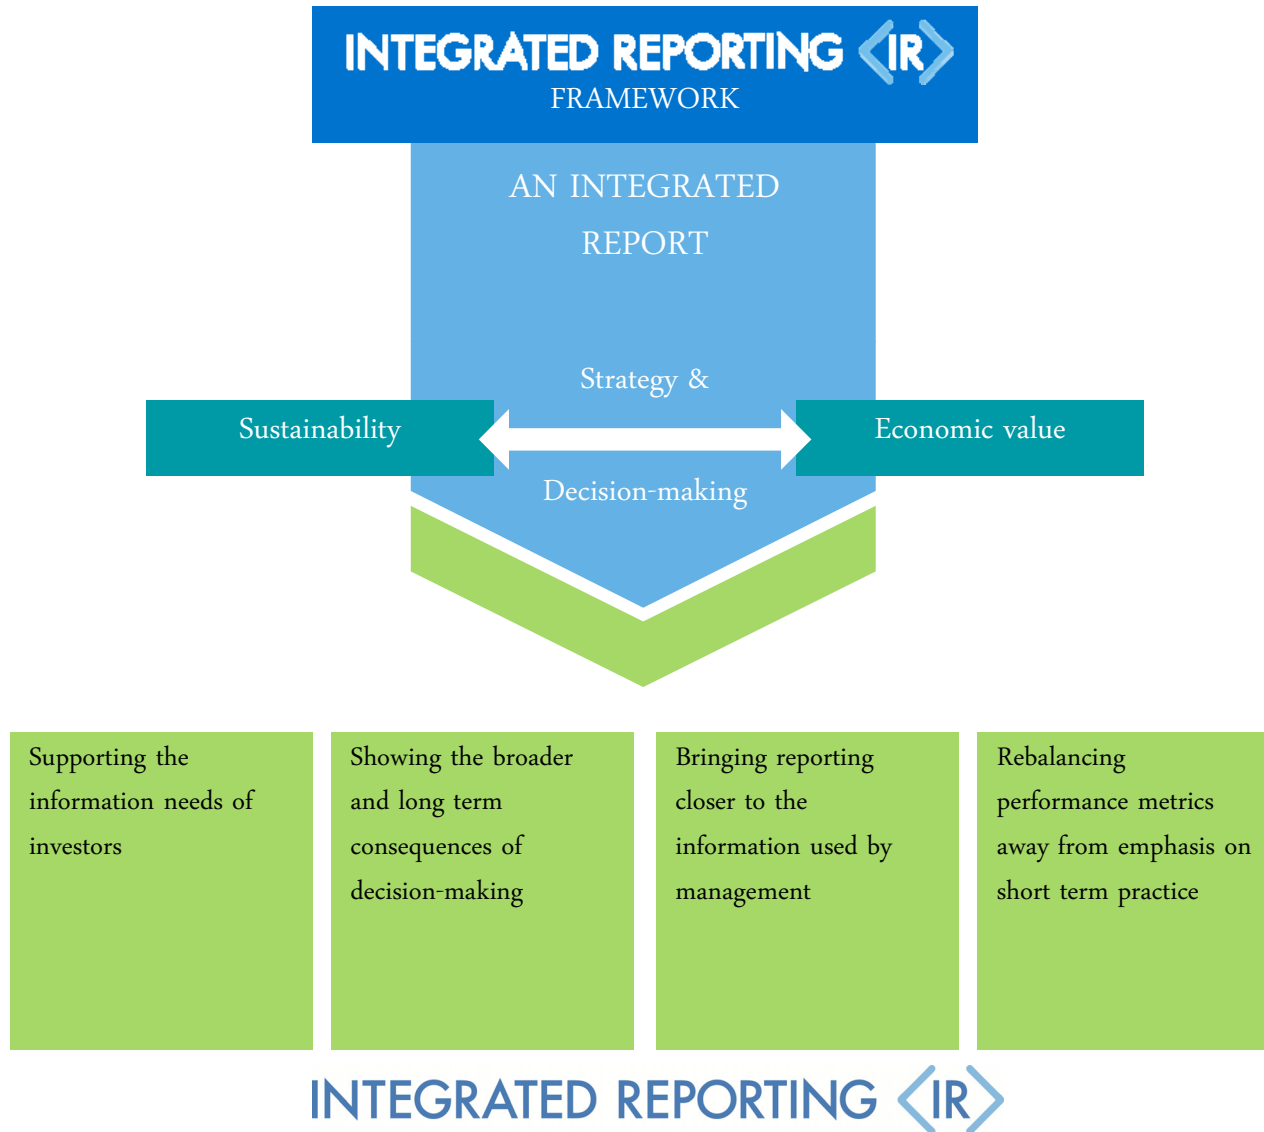 INTEGRATED REPORTING <IR>
FRAMEWORK
AN INTEGRATED
REPORT
Strategy &
Sustainability
Economic value
Decision-making
Supporting the
information needs of
investors
Showing the broader
and long term
consequences of
decision-making
Bringing reporting
closer to the
information used by
management
Rebalancing
performance metrics
away from emphasis on
short term practice
INTEGRATED REPORTING <IR>